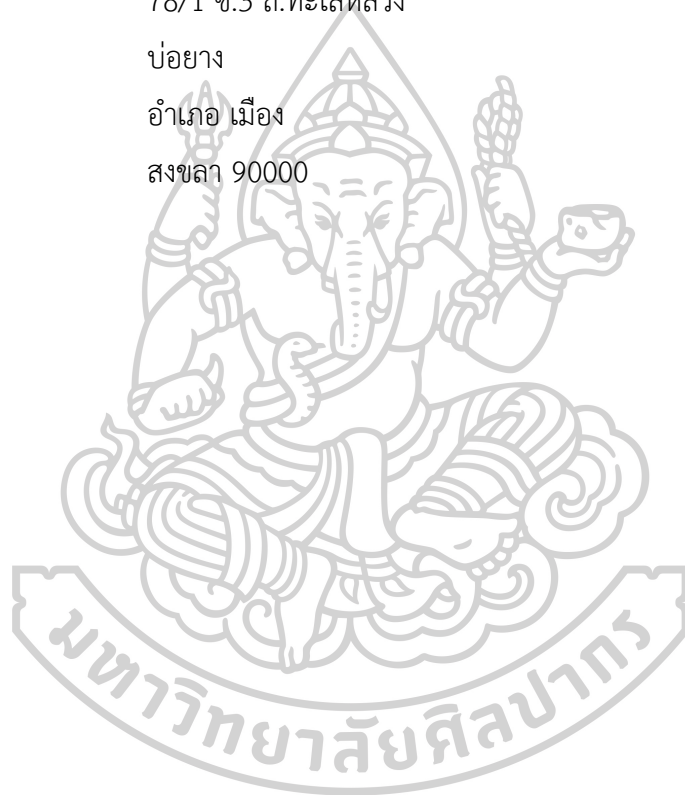 78/1 ซ.5 ถ.ทะเลหลวง
บ่อยาง
อำเภอ เมือง
สงขลา 90000
มหาวิทยาลัยศิลปากร